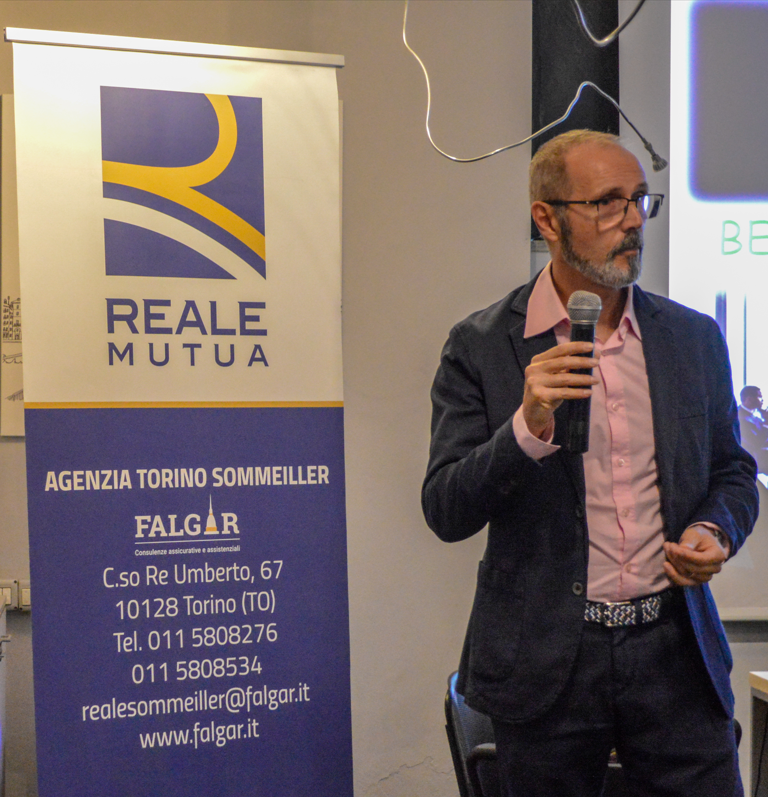 REALE
MUTUA
AGENZIA TORINO SOMMEILLER
FALGAR
Consulenze assicurative e assistenziali
C.so Re Umberto, 67
10128 Torino (TO)
Tel. 011 5808276
011 5808534
realesommeiller@falgar.it
www.falgar.it
BE